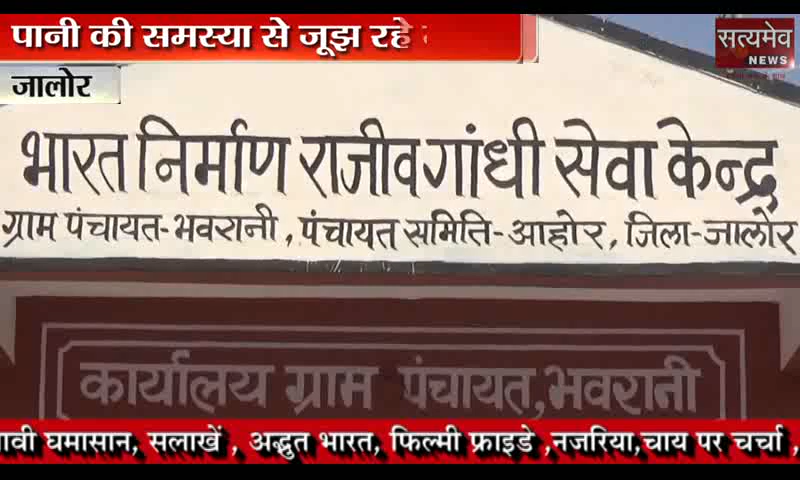 पानी की समस्या से जूझ रहे
सत्यमेव
NEWS
जालोर
भारत निर्माण राजीव गांधी सेवा केन्द्र
ग्राम पंचायत-भवरानी, पंचायत समिति-आहोर, जिला-जालोर
कार्यालय ग्राम पंचायत,भवरानी
घमासान, सलाखें , अद्भुत भारत, फिल्मी फ्राइडे ,नजरिया,चाय पर चर्चा ,